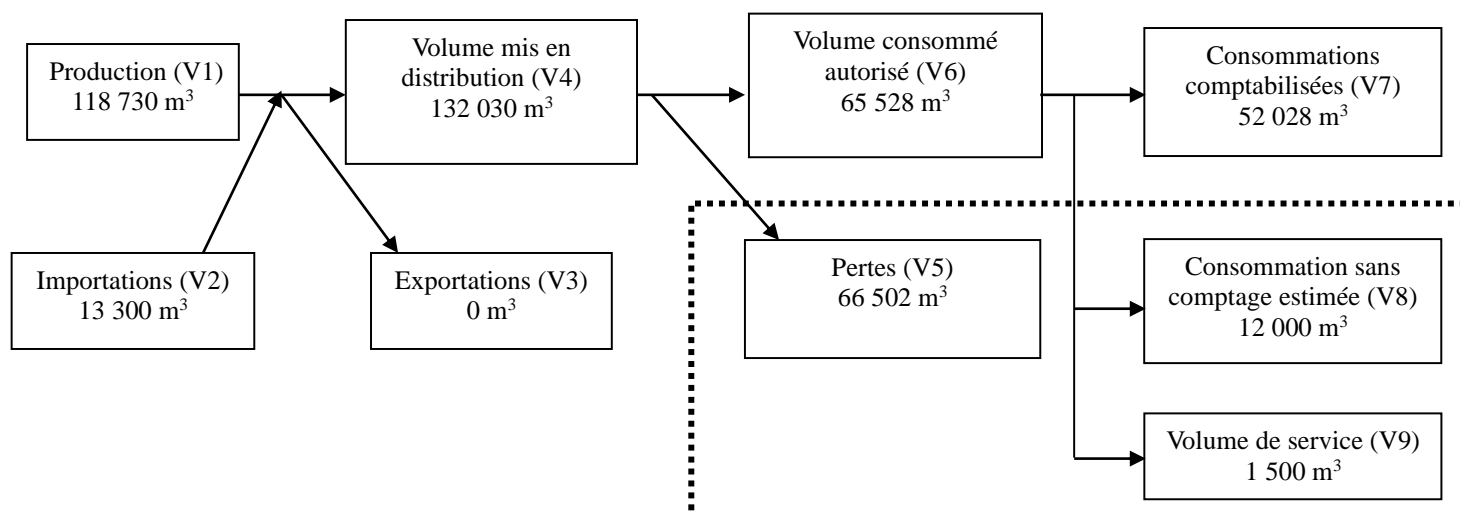 Production (V1)
118 730 m³
Volume mis en
distribution (V4)
132 030 m³
Volume consommé
autorisé (V6)
65 528 m³
Consommations
comptabilisées (V7)
52 028 m³
Importations (V2)
13 300 m³
Exportations (V3)
0 m³
Pertes (V5)
66 502 m³
Consommation sans
comptage estimée (V8)
12 000 m³
Volume de service (V9)
1 500 m³